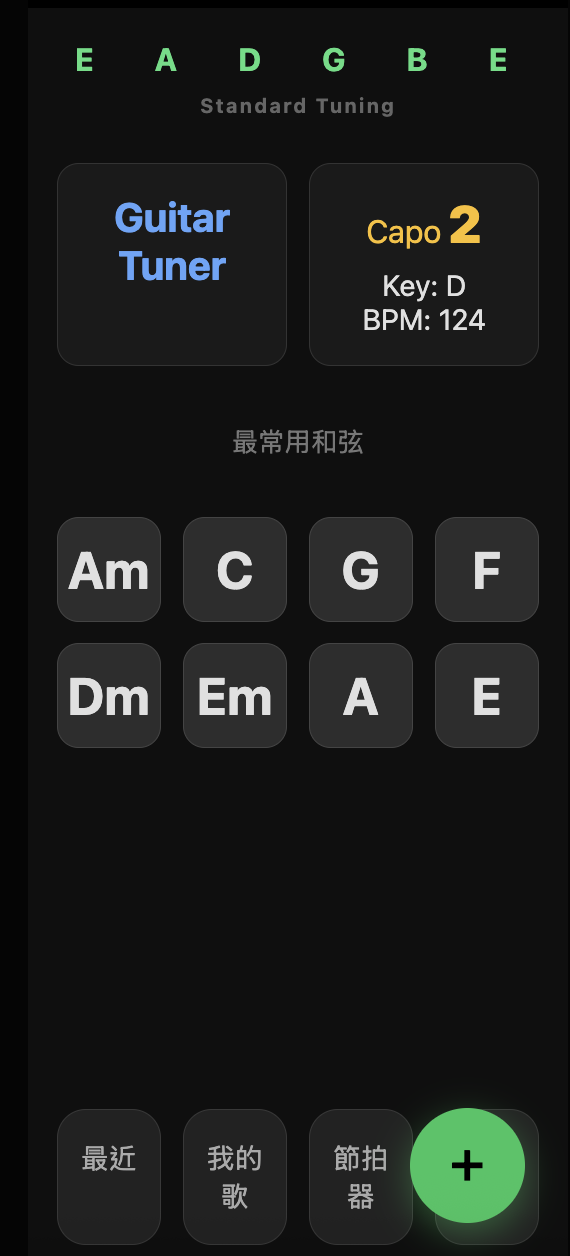 E A D G B E
Standard Tuning
Guitar
Tuner
Capo 2
Key: D
BPM: 124
最常用和弦
Am C G F
Dm Em A E
最近
我的
歌
節拍
器
+